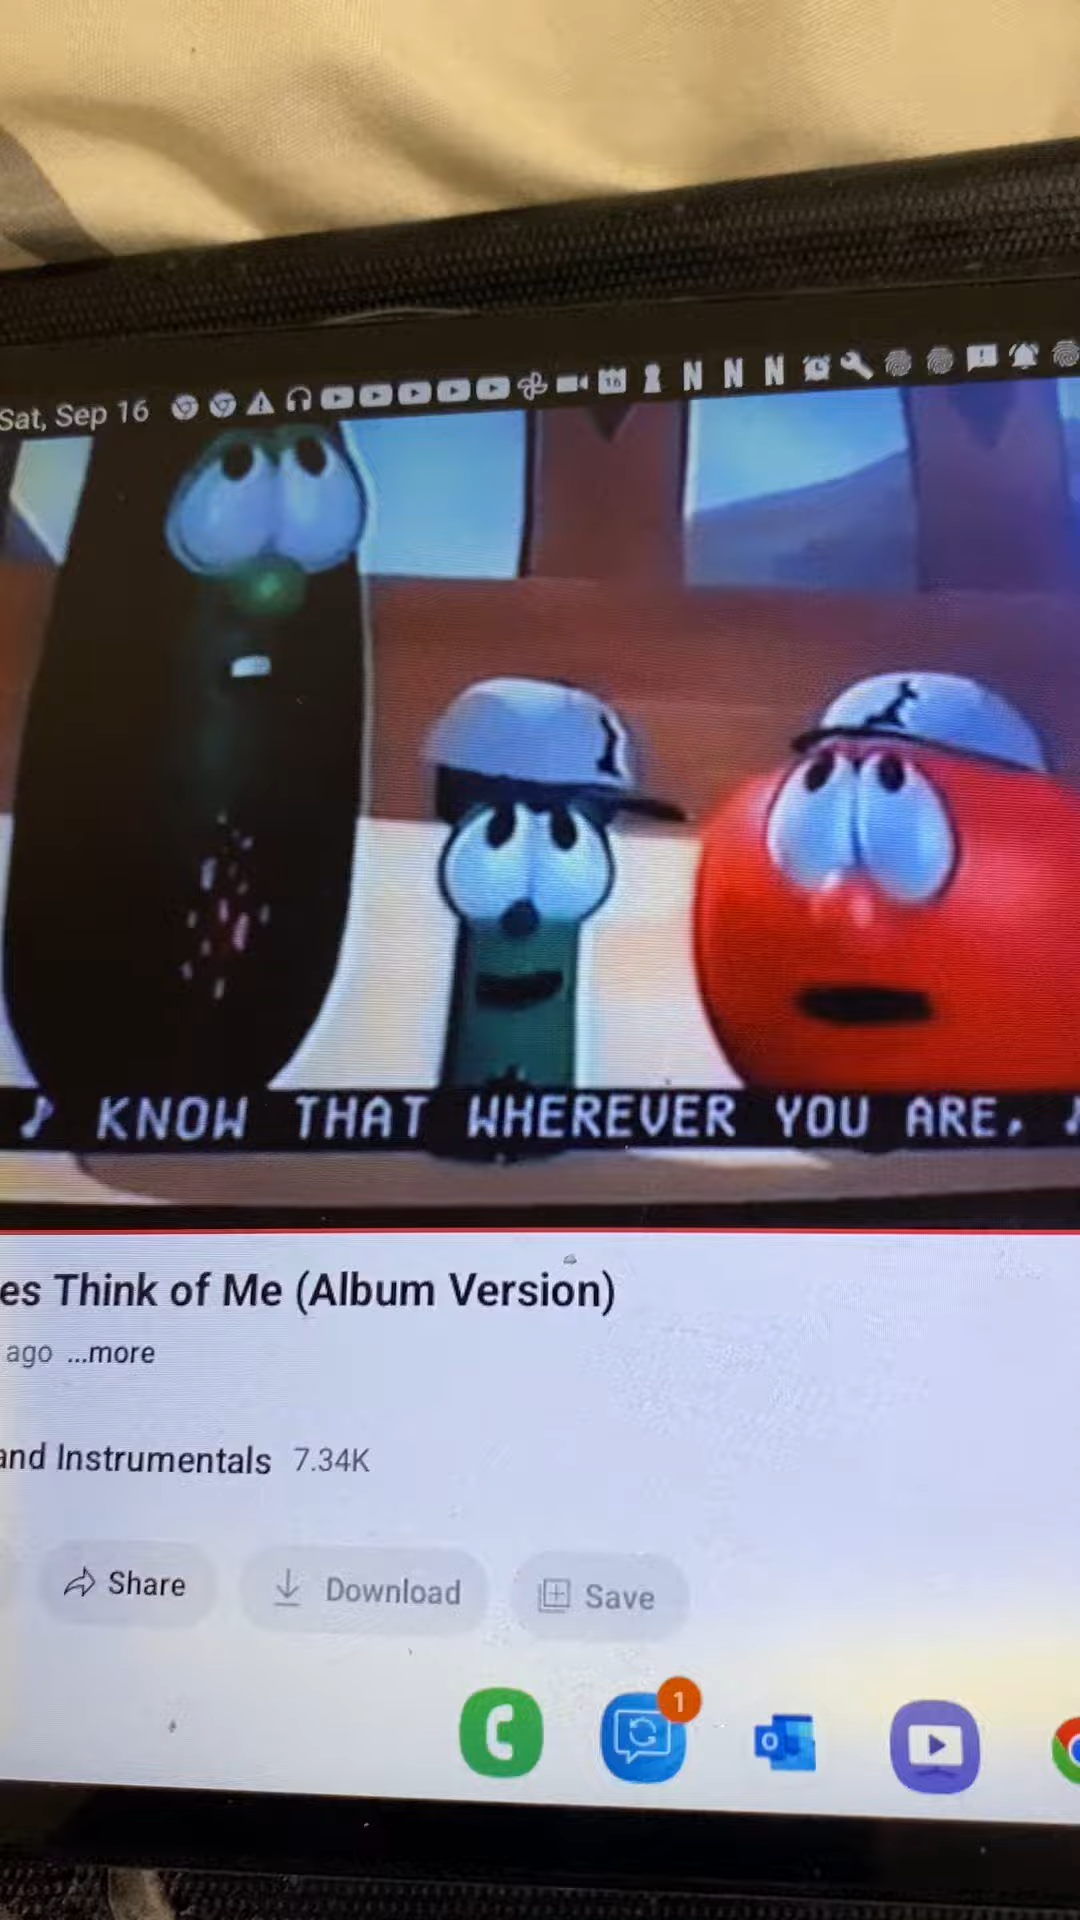 Sat, Sep 16
♪ KNOW THAT WHEREVER YOU ARE, ♪
es Think of Me (Album Version)
ago ...more
and Instrumentals 7.34K
Share Download Save
1